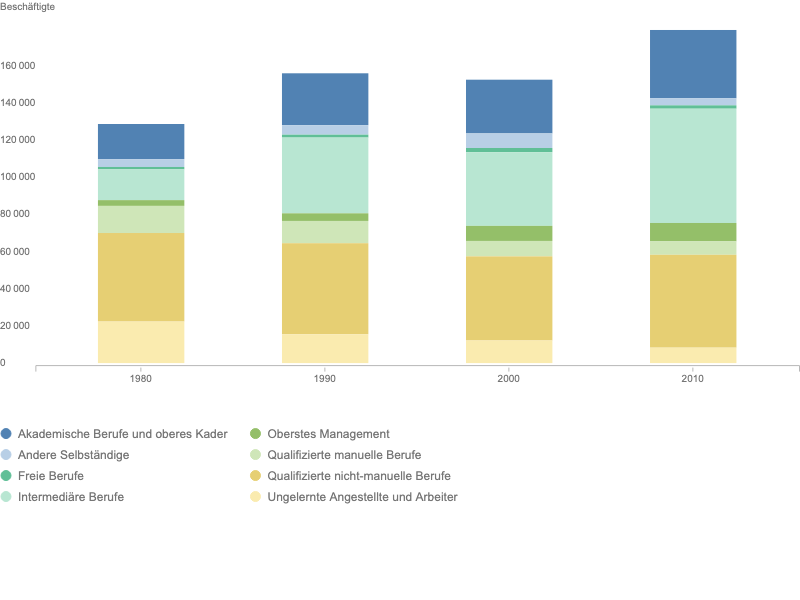 Beschäftigte
160 000
140 000
120 000
100 000
80 000
60 000
40 000
20 000
0
1980 1990 2000 2010
Akademische Berufe und oberes Kader
Andere Selbständige
Freie Berufe
Intermediäre Berufe
Oberstes Management
Qualifizierte manuelle Berufe
Qualifizierte nicht-manuelle Berufe
Ungelernte Angestellte und Arbeiter